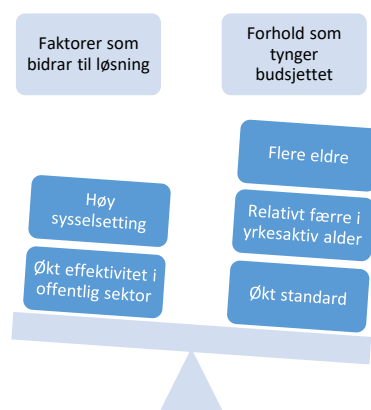 Faktorer som
bidrar til løsning
Forhold som
tynger
budsjettet
Høy
sysselsetting
Økt effektivitet i
offentlig sektor
Flere eldre
Relativt færre i
yrkesaktiv alder
Økt standard